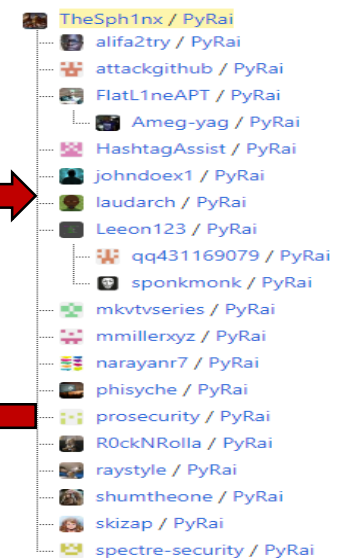 TheSph1nx / PyRai
alifa2try / PyRai
attackgithub / PyRai
FlatL1neAPT / PyRai
Ameg-yag / PyRai
HashtagAssist / PyRai
johndoex1 / PyRai
laudarch / PyRai
Leeon123 / PyRai
qq431169079 / PyRai
sponkmonk / PyRai
mkvtvseries / PyRai
mmillerxyz / PyRai
narayanr7 / PyRai
phisyche / PyRai
prosecurity / PyRai
R0ckNRolla / PyRai
raystyle / PyRai
shumtheone / PyRai
skizap / PyRai
spectre-security / PyRai